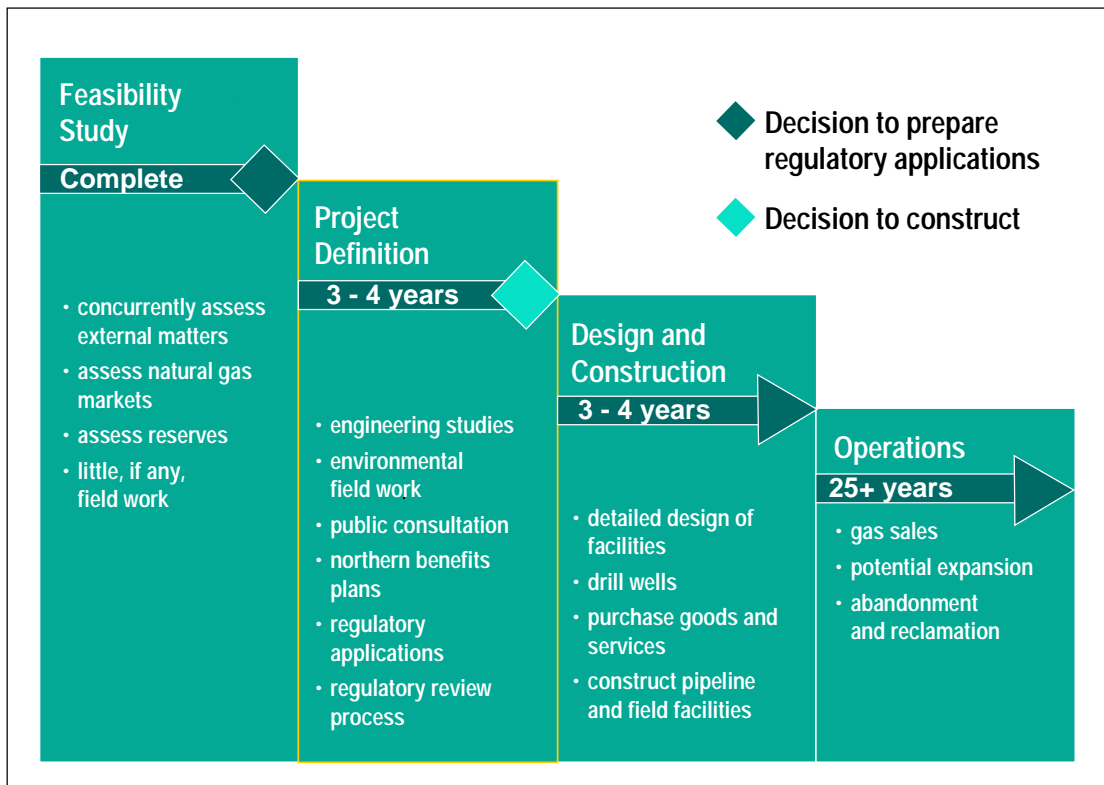 Feasibility
Study
Complete
• concurrently assess
external matters
• assess natural gas
markets
• assess reserves
• little, if any,
field work
Project
Definition
3 - 4 years
• engineering studies
• environmental
field work
• public consultation
• northern benefits
plans
• regulatory
applications
• regulatory review
process
Design and
Construction
3 - 4 years
• detailed design of
facilities
• drill wells
• purchase goods and
services
• construct pipeline
and field facilities
Operations
25+ years
• gas sales
• potential expansion
• abandonment
and reclamation
Decision to prepare
regulatory applications
Decision to construct